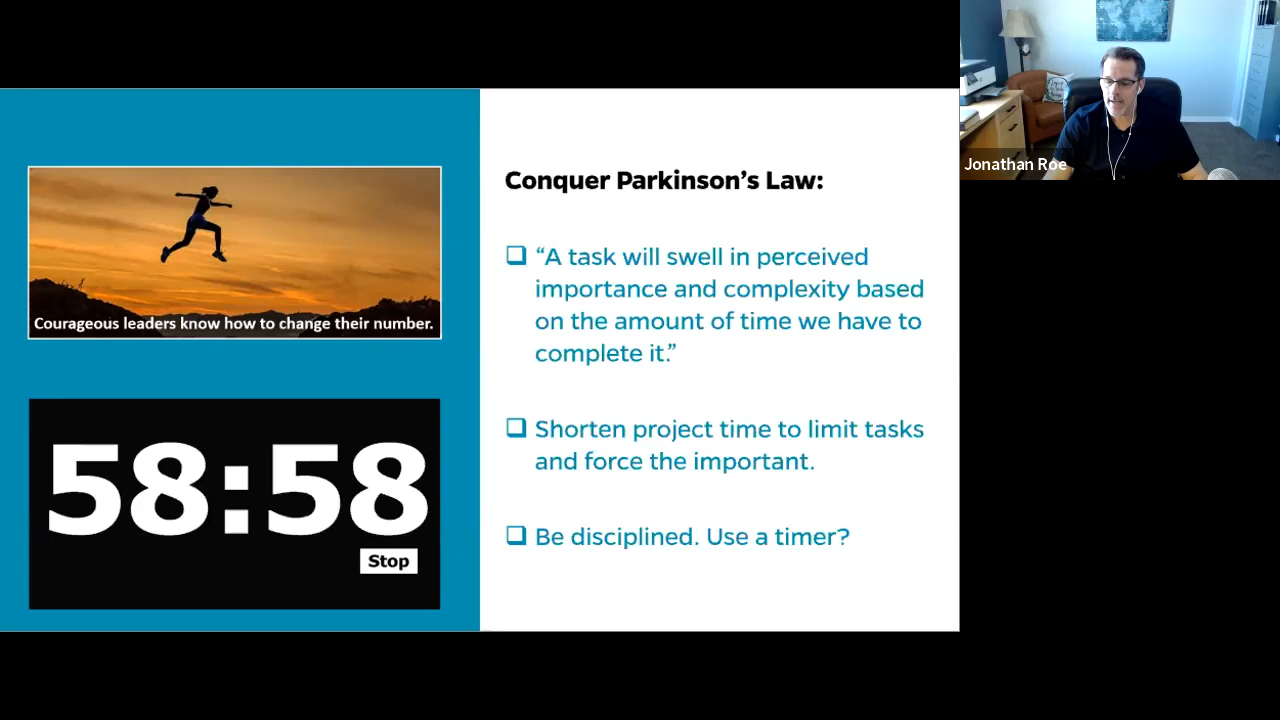 Jonathan Roe
Conquer Parkinson’s Law:
❑ “A task will swell in perceived
importance and complexity based
on the amount of time we have to
complete it.”
❑ Shorten project time to limit tasks
and force the important.
❑ Be disciplined. Use a timer?
Courageous leaders know how to change their number.
58:58
Stop